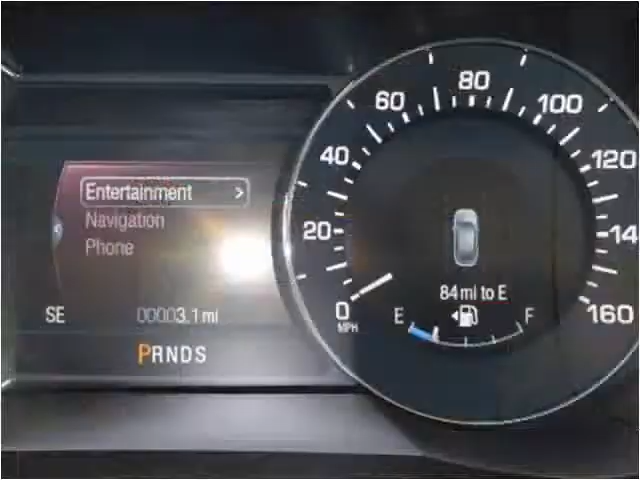 Entertainment >
Navigation
Phone
SE 00003.1 mi
PRNDS
0 20 40 60 80 100 120 14 160
MPH
84 mi to E
E F